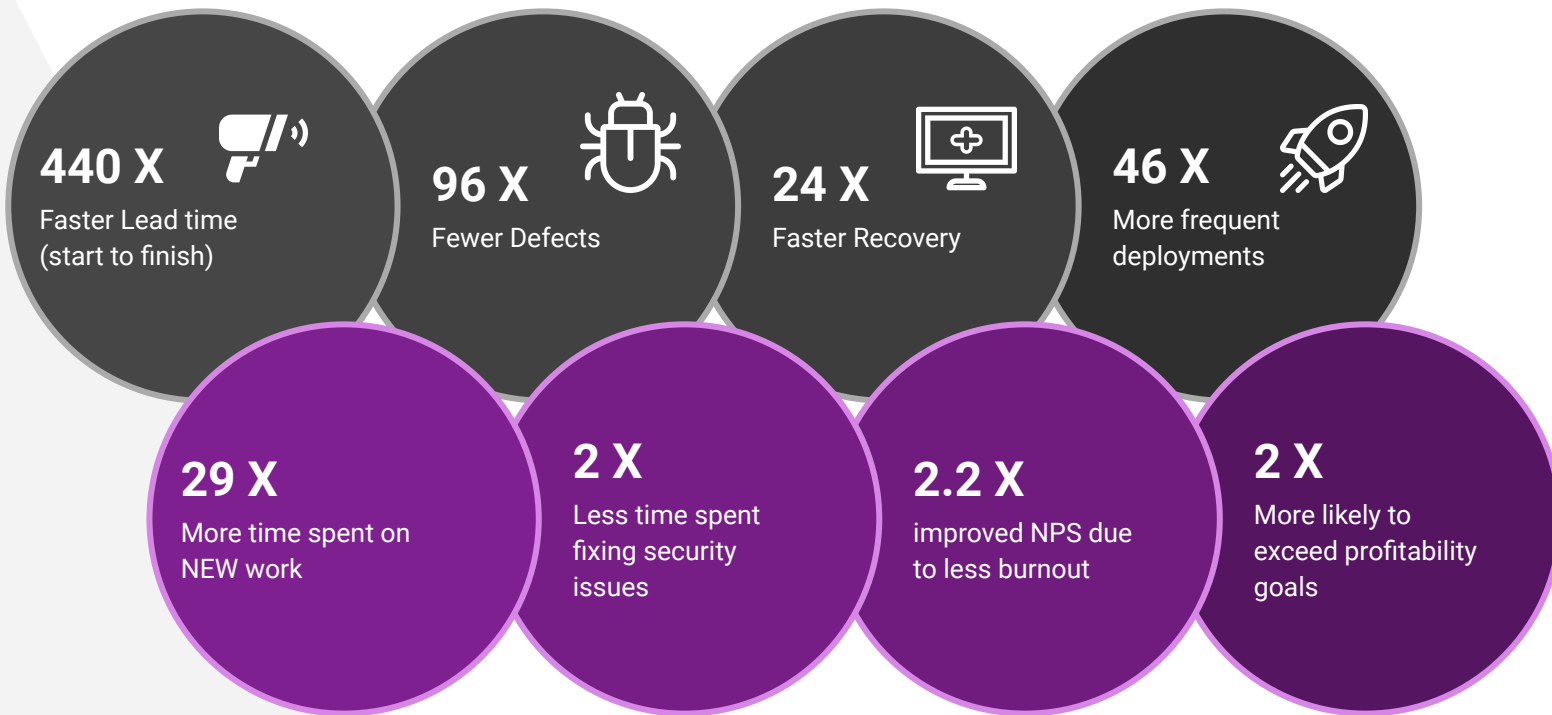 440 X
Faster Lead time
(start to finish)
96 X
Fewer Defects
24 X
Faster Recovery
46 X
More frequent
deployments
29 X
More time spent on
NEW work
2 X
Less time spent
fixing security
issues
2.2 X
improved NPS due
to less burnout
2 X
More likely to
exceed profitability
goals